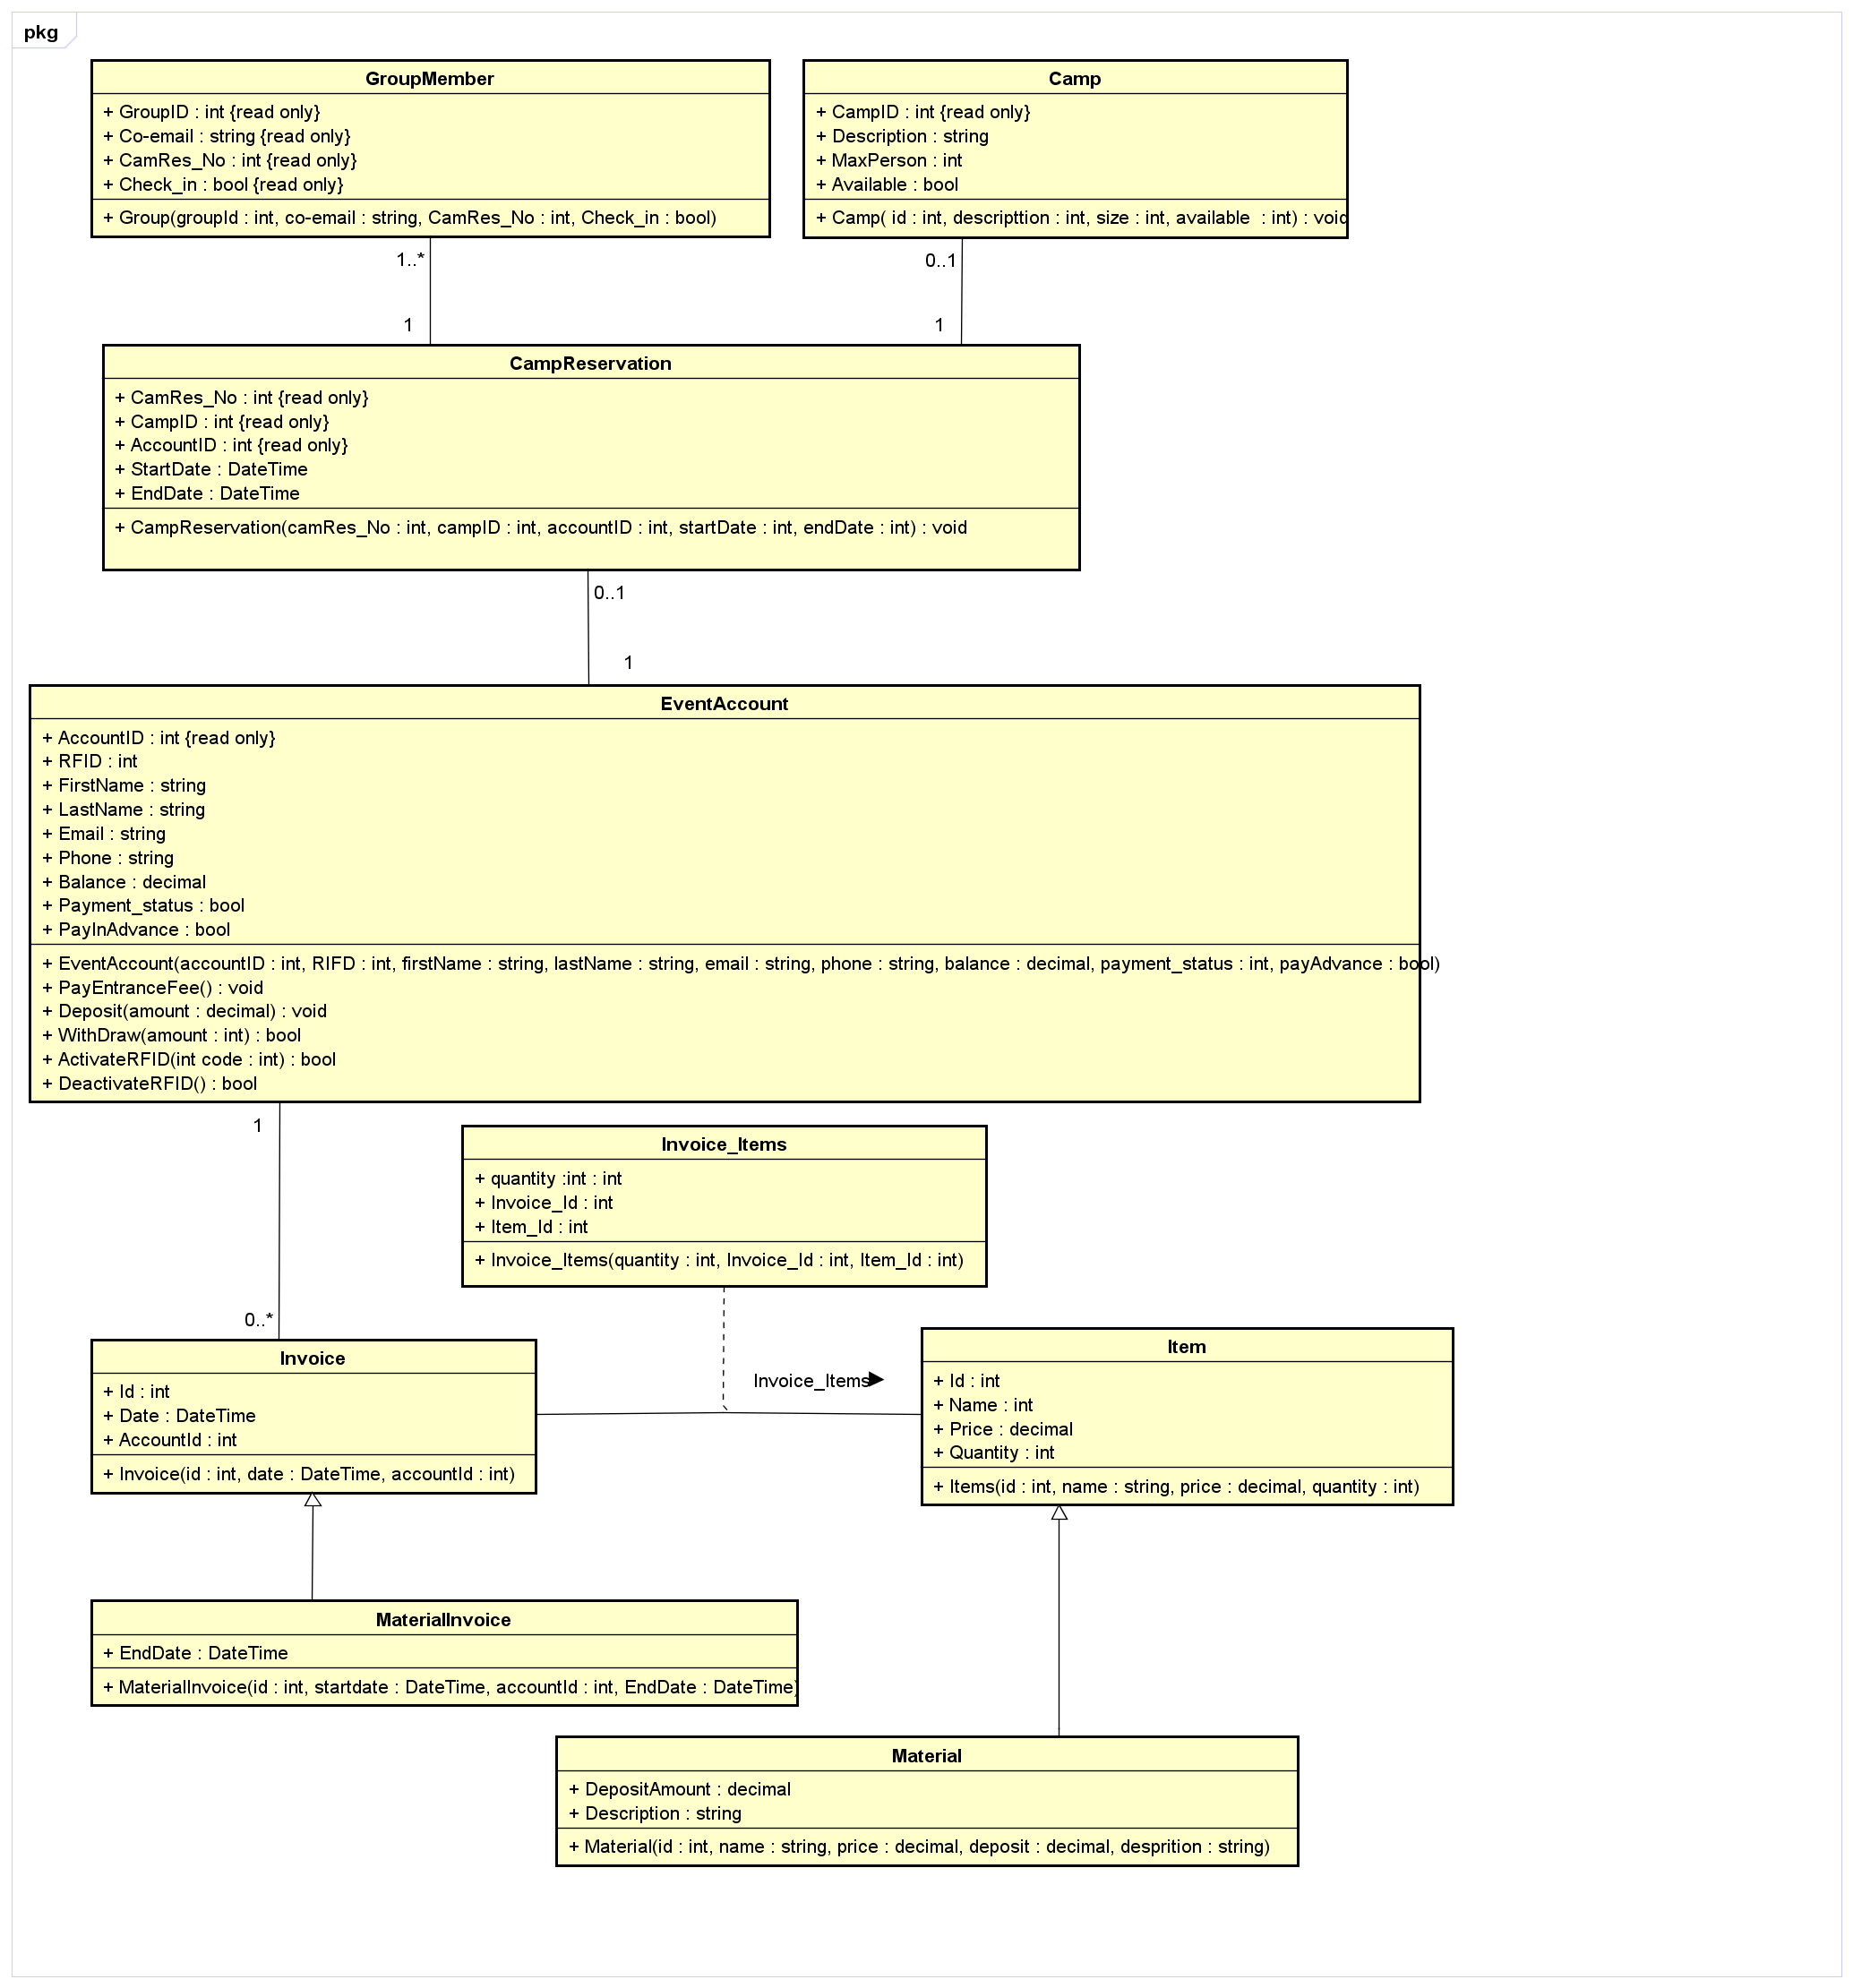 pkg
GroupMember
+ GroupID : int {read only}
+ Co-email : string {read only}
+ CamRes_No : int {read only}
+ Check_in : bool {read only}
+ Group(groupId : int, co-email : string, CamRes_No : int, Check_in : bool)
Camp
+ CampID : int {read only}
+ Description : string
+ MaxPerson : int
+ Available : bool
+ Camp( id : int, descripttion : int, size : int, available  : int) : void
1..*
0..1
1
1
CampReservation
+ CamRes_No : int {read only}
+ CampID : int {read only}
+ AccountID : int {read only}
+ StartDate : DateTime
+ EndDate : DateTime
+ CampReservation(camRes_No : int, campID : int, accountID : int, startDate : int, endDate : int) : void
0..1
1
EventAccount
+ AccountID : int {read only}
+ RFID : int
+ FirstName : string
+ LastName : string
+ Email : string
+ Phone : string
+ Balance : decimal
+ Payment_status : bool
+ PayInAdvance : bool
+ EventAccount(accountID : int, RIFD : int, firstName : string, lastName : string, email : string, phone : string, balance : decimal, payment_status : int, payAdvance : bool)
+ PayEntranceFee() : void
+ Deposit(amount : decimal) : void
+ WithDraw(amount : int) : bool
+ ActivateRFID(int code : int) : bool
+ DeactivateRFID() : bool
1
Invoice_Items
+ quantity :int : int
+ Invoice_Id : int
+ Item_Id : int
+ Invoice_Items(quantity : int, Invoice_Id : int, Item_Id : int)
0..*
Invoice
+ Id : int
+ Date : DateTime
+ AccountId : int
+ Invoice(id : int, date : DateTime, accountId : int)
Invoice_Items
Item
+ Id : int
+ Name : int
+ Price : decimal
+ Quantity : int
+ Items(id : int, name : string, price : decimal, quantity : int)
MaterialInvoice
+ EndDate : DateTime
+ MaterialInvoice(id : int, startdate : DateTime, accountId : int, EndDate : DateTime)
Material
+ DepositAmount : decimal
+ Description : string
+ Material(id : int, name : string, price : decimal, deposit : decimal, desprition : string)